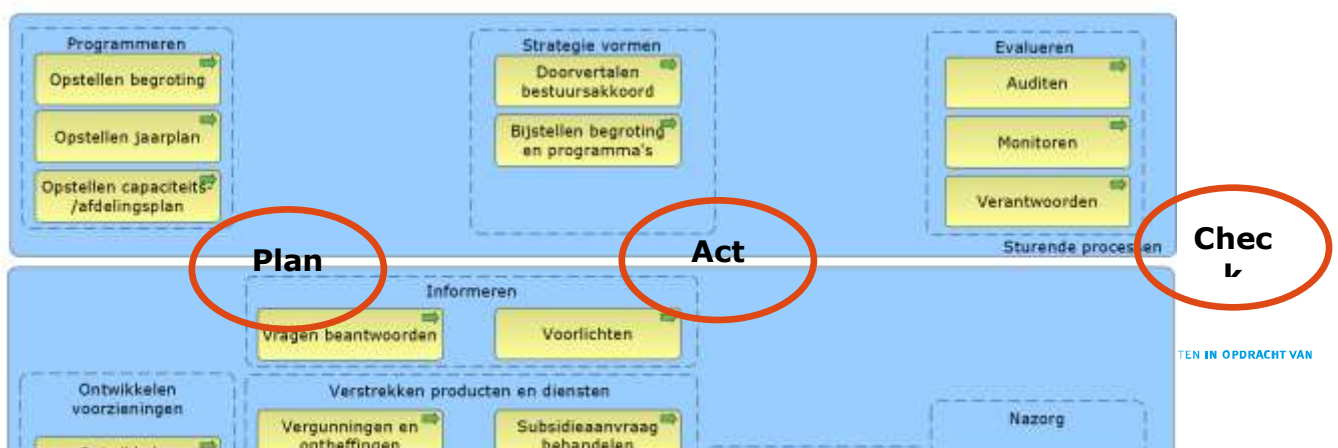 Programmeren
Opstellen begroting
Opstellen jaarplan
Opstellen capaciteits-
/afdelingsplan
Strategie vormen
Doorvertalen
bestuursakkoord
Bijstellen begroting
en programma's
Evalueren
Auditen
Monitoren
Verantwoorden
Sturende processen
Plan
Act
Chec
k
Informeren
Vragen beantwoorden
Voorlichten
TEN IN OPDRACHT VAN
Ontwikkelen
voorzieningen
Verstrekken producten en diensten
Vergunningen en
ontheffingen
Subsidieaanvraag
behandelen
Nazorg